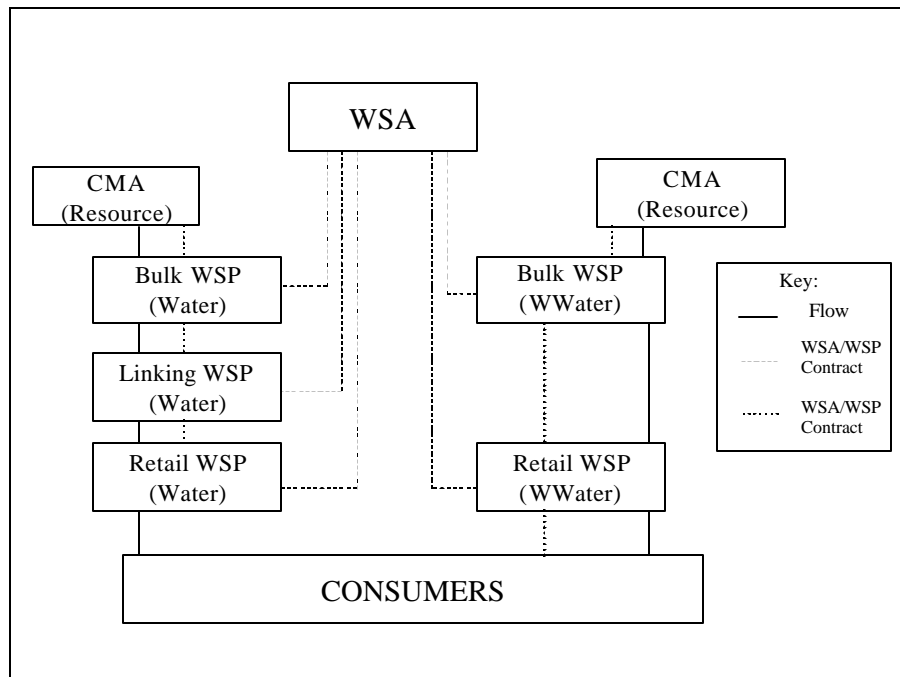 WSA
CMA
(Resource)
CMA
(Resource)
Bulk WSP
(Water)
Bulk WSP
(WWater)
Linking WSP
(Water)
Retail WSP
(Water)
Retail WSP
(WWater)
CONSUMERS
Key:
Flow
WSA/WSP
Contract
WSA/WSP
Contract